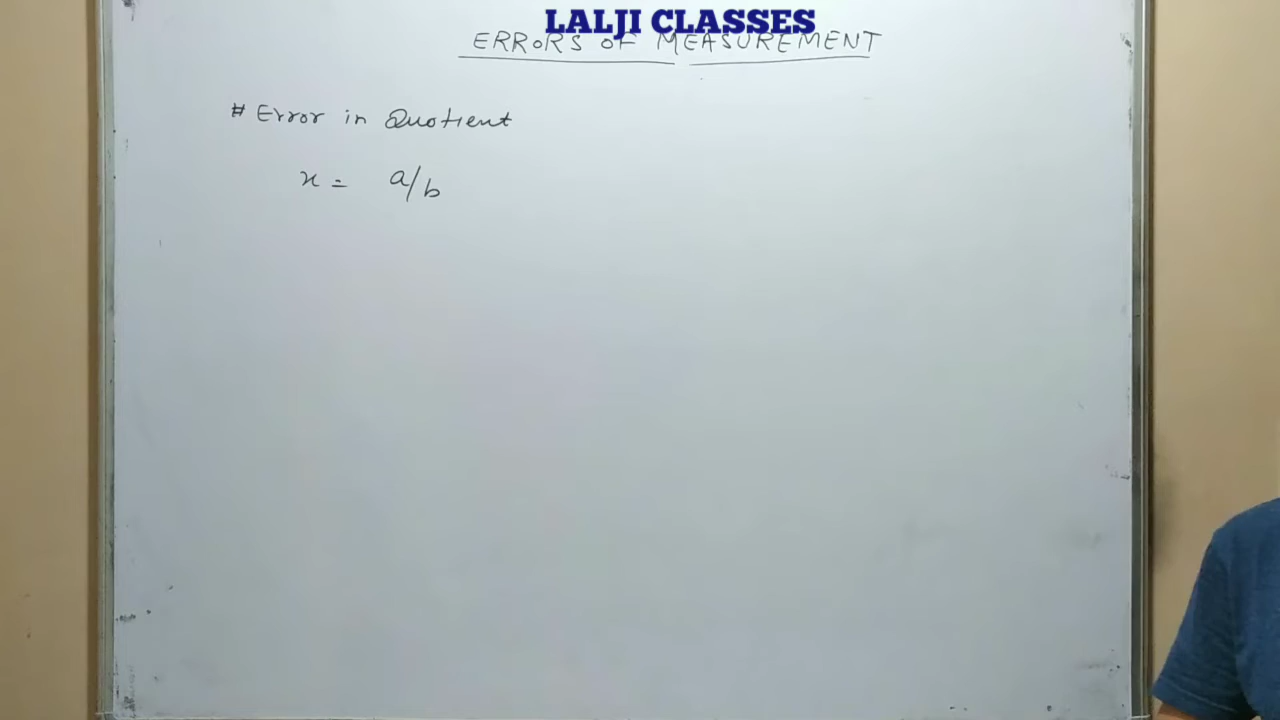 LALJI CLASSES
ERRORS OF MEASUREMENT
# Error in Quotient
x = a/b